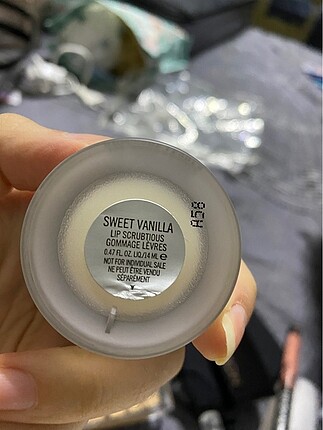 SWEET VANILLA
LIP SCRUBTIOUS
GOMMAGE LÈVRES
0.47 FL. OZ. LIQ./14 ML ℮
NOT FOR INDIVIDUAL SALE
NE PEUT ÊTRE VENDU
SÉPARÉMENT
A58